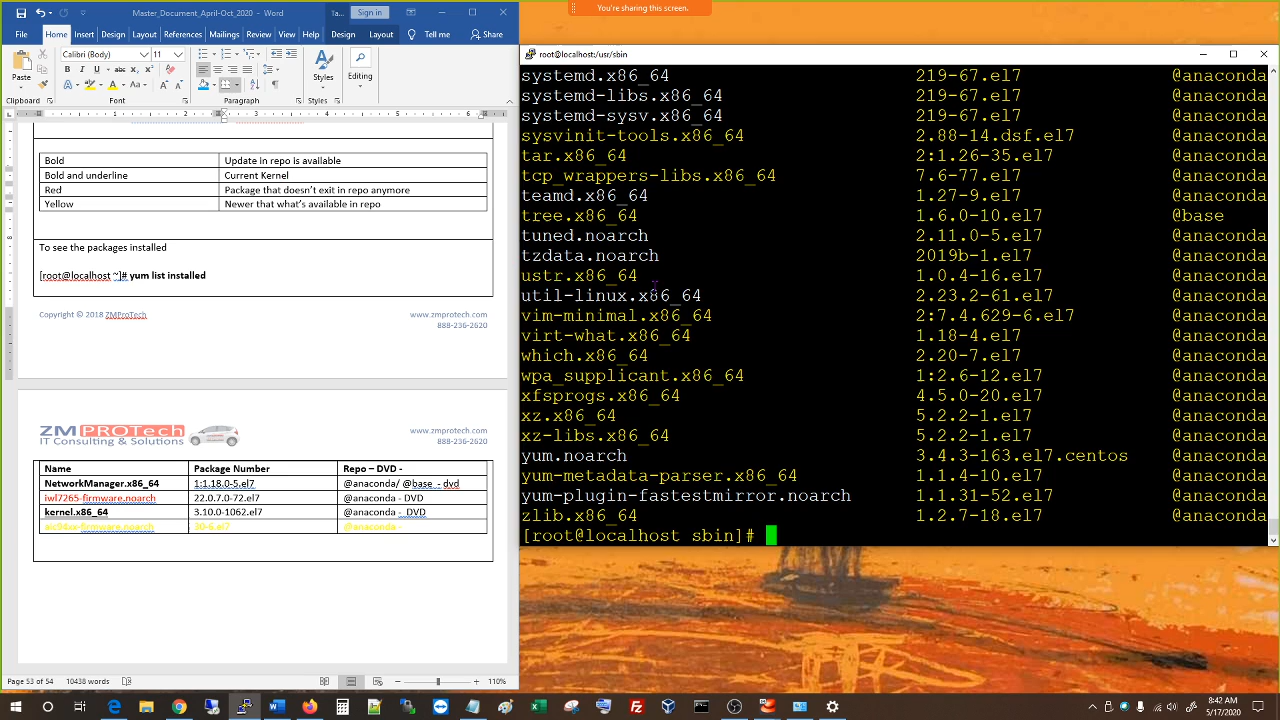 Master_Document_April-Oct_2020 - Word
Ta...
Sign in
You're sharing this screen.
File Home Insert Design Layout References Mailings Review View Help Design Layout Tell me Share
Calibri (Body) 11
Paste
Styles
Editing
Clipboard Font Paragraph Styles
root@localhost:/usr/sbin
Bold Update in repo is available
Bold and underline Current Kernel
Red Package that doesn't exit in repo anymore
Yellow Newer that what's available in repo
To see the packages installed
[root@localhost ~]# yum list installed
Copyright © 2018 ZMProTech www.zmprotech.com
888-236-2620
ZMPROTech
IT Consulting & Solutions
www.zmprotech.com
888-236-2620
Name Package Number Repo – DVD -
NetworkManager.x86_64 1:1.18.0-5.el7 @anaconda/ @base - dvd
iwl7265-firmware.noarch 22.0.7.0-72.el7 @anaconda - DVD
kernel.x86_64 3.10.0-1062.el7 @anaconda - DVD
aic94xx-firmware.noarch 30-6.el7 @anaconda -
systemd.x86_64 219-67.el7 @anaconda
systemd-libs.x86_64 219-67.el7 @anaconda
systemd-sysv.x86_64 219-67.el7 @anaconda
sysvinit-tools.x86_64 2.88-14.dsf.el7 @anaconda
tar.x86_64 2:1.26-35.el7 @anaconda
tcp_wrappers-libs.x86_64 7.6-77.el7 @anaconda
teamd.x86_64 1.27-9.el7 @anaconda
tree.x86_64 1.6.0-10.el7 @base
tuned.noarch 2.11.0-5.el7 @anaconda
tzdata.noarch 2019b-1.el7 @anaconda
ustr.x86_64 1.0.4-16.el7 @anaconda
util-linux.x86_64 2.23.2-61.el7 @anaconda
vim-minimal.x86_64 2:7.4.629-6.el7 @anaconda
virt-what.x86_64 1.18-4.el7 @anaconda
which.x86_64 2.20-7.el7 @anaconda
wpa_supplicant.x86_64 1:2.6-12.el7 @anaconda
xfsprogs.x86_64 4.5.0-20.el7 @anaconda
xz.x86_64 5.2.2-1.el7 @anaconda
xz-libs.x86_64 5.2.2-1.el7 @anaconda
yum.noarch 3.4.3-163.el7.centos @anaconda
yum-metadata-parser.x86_64 1.1.4-10.el7 @anaconda
yum-plugin-fastestmirror.noarch 1.1.31-52.el7 @anaconda
zlib.x86_64 1.2.7-18.el7 @anaconda
[root@localhost sbin]#
Page 53 of 54 10438 words 110%
8:42 AM
5/17/2020